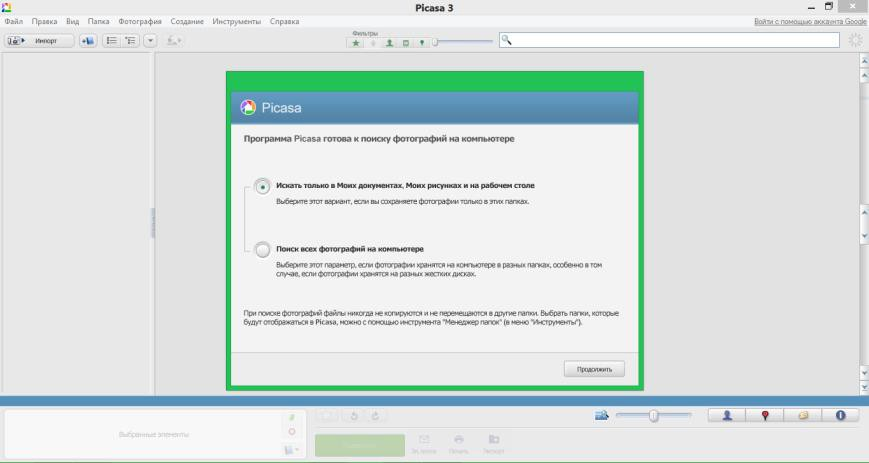 Picasa 3
Файл Правка Вид Папка Фотография Создание Инструменты Справка
Войти с помощью аккаунта Google
Импорт
Фильтры
Picasa
Программа Picasa готова к поиску фотографий на компьютере
Искать только в Моих документах, Моих рисунках и на рабочем столе
Выберите этот вариант, если вы сохраняете фотографии только в этих папках.
Поиск всех фотографий на компьютере
Выберите этот параметр, если фотографии хранятся на компьютере в разных папках, особенно в том
случае, если фотографии хранятся на разных жестких дисках.
При поиске фотографий файлы никогда не копируются и не перемещаются в другие папки. Выбрать папки, которые
будут отображаться в Picasa, можно с помощью инструмента "Менеджер папок" (в меню "Инструменты").
Продолжить
Выбранные элементы
Эл. почта Печать Экспорт